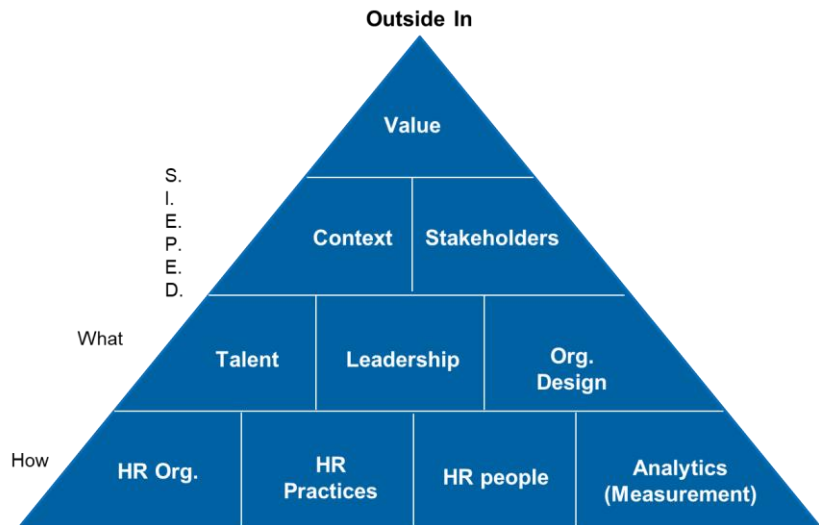 Outside In
Value
S.
I.
E.
P.
E.
D.
Context
Stakeholders
What
Talent
Leadership
Org.
Design
How
HR Org.
HR
Practices
HR people
Analytics
(Measurement)